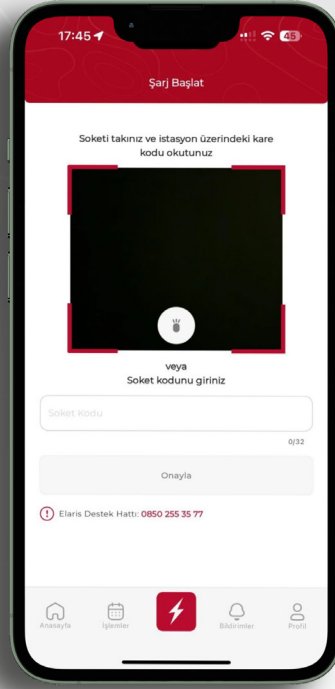 17:45
45
Şarj Başlat
Soketi takınız ve istasyon üzerindeki kare
kodu okutunuz
veya
Soket kodunu giriniz
Soket Kodu
0/32
Onayla
Elaris Destek Hattı: 0850 255 35 77
Anasayfa
İşlemler
Bildirimler
Profil